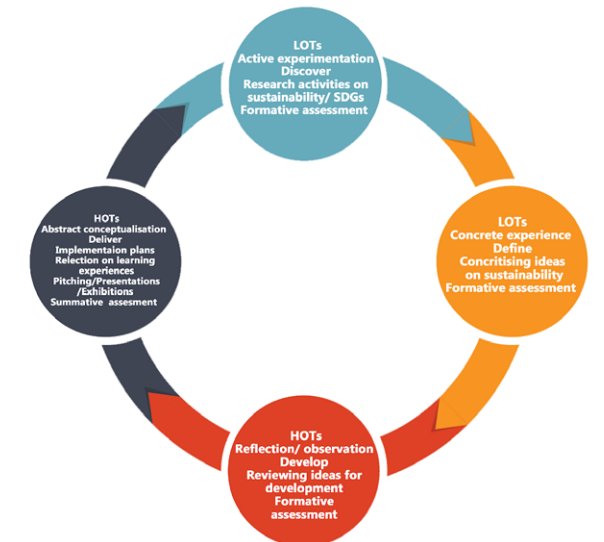 LOTs
Active experimentation
Discover
Research activities on
sustainability/ SDGs
Formative assessment
LOTs
Concrete experience
Define
Concritising ideas
on sustainability
Formative assessment
HOTs
Reflection/ observation
Develop
Reviewing ideas for
development
Formative
assessment
HOTs
Abstract conceptualisation
Deliver
Implementaion plans
Relection on learning
experiences
Pitching/Presentations
/Exhibitions
Summative assesment